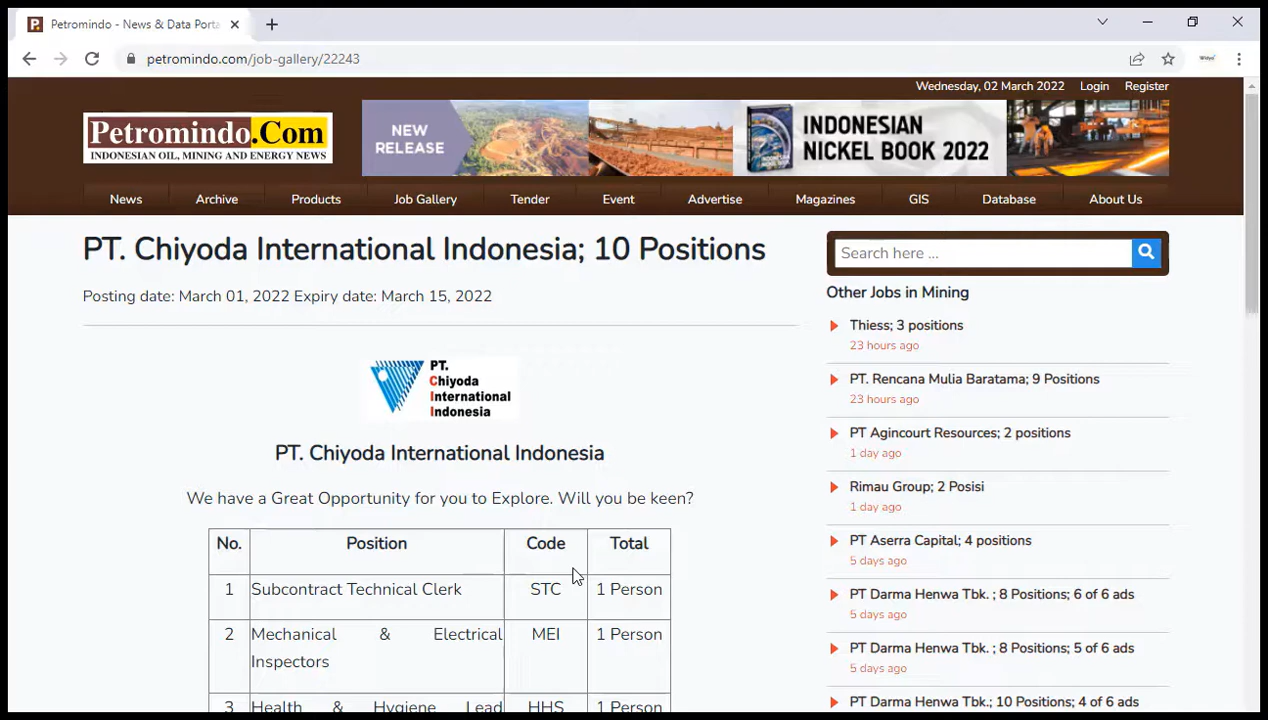 Petromindo - News & Data Porta
petromindo.com/job-gallery/22243
Wednesday, 02 March 2022 Login Register
Petromindo.Com
INDONESIAN OIL, MINING AND ENERGY NEWS
NEW
RELEASE
INDONESIAN
NICKEL BOOK 2022
News Archive Products Job Gallery Tender Event Advertise Magazines GIS Database About Us
PT. Chiyoda International Indonesia; 10 Positions
Posting date: March 01, 2022 Expiry date: March 15, 2022
PT.
Chiyoda
International
Indonesia
PT. Chiyoda International Indonesia
We have a Great Opportunity for you to Explore. Will you be keen?
No. Position Code Total
1 Subcontract Technical Clerk STC 1 Person
2 Mechanical & Electrical MEI 1 Person
Inspectors
3 Health & Hygiene Lead HHS 1 Person
Search here ...
Other Jobs in Mining
Thiess; 3 positions
23 hours ago
PT. Rencana Mulia Baratama; 9 Positions
23 hours ago
PT Agincourt Resources; 2 positions
1 day ago
Rimau Group; 2 Posisi
1 day ago
PT Aserra Capital; 4 positions
5 days ago
PT Darma Henwa Tbk. ; 8 Positions; 6 of 6 ads
5 days ago
PT Darma Henwa Tbk. ; 8 Positions; 5 of 6 ads
5 days ago
PT Darma Henwa Tbk.; 10 Positions; 4 of 6 ads